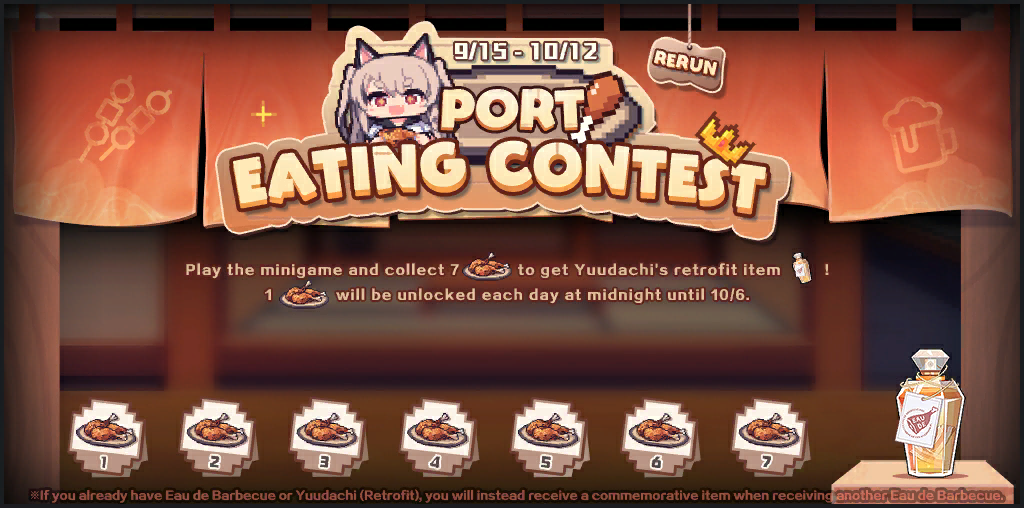 9/15 - 10/12
RERUN
PORT
EATING CONTEST
Play the minigame and collect 7 to get Yuudachi's retrofit item !
1 will be unlocked each day at midnight until 10/6.
1 2 3 4 5 6 7
EAU DE
※If you already have Eau de Barbecue or Yuudachi (Retrofit), you will instead receive a commemorative item when receiving another Eau de Barbecue.